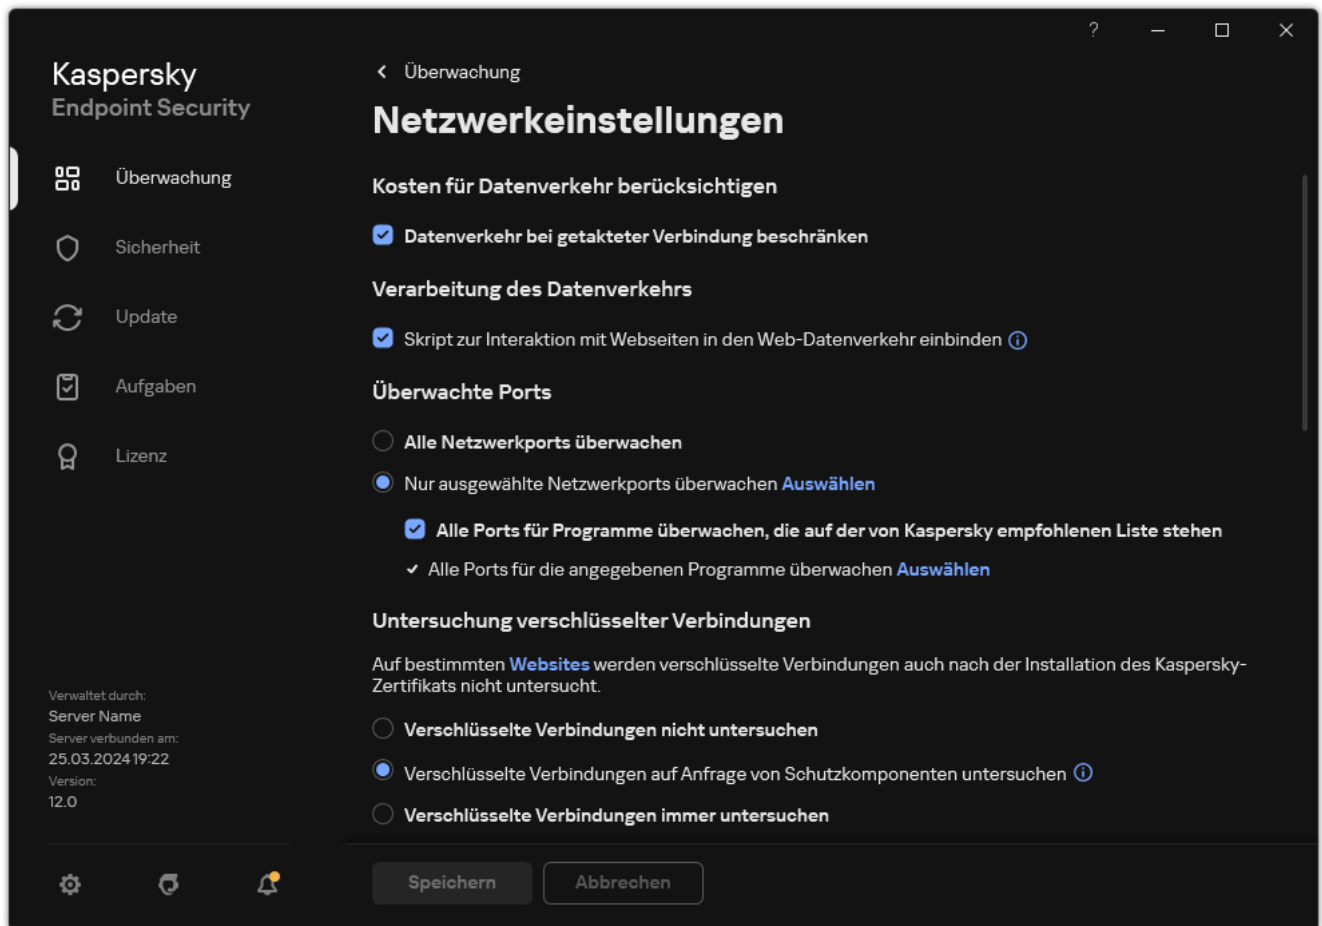 ?
Kaspersky
Endpoint Security
Überwachung
Sicherheit
Update
Aufgaben
Lizenz
Verwaltet durch:
Server Name
Server verbunden am:
25.03.2024 19:22
Version:
12.0
Überwachung
Netzwerkeinstellungen
Kosten für Datenverkehr berücksichtigen
Datenverkehr bei getakteter Verbindung beschränken
Verarbeitung des Datenverkehrs
Skript zur Interaktion mit Webseiten in den Web-Datenverkehr einbinden
Überwachte Ports
Alle Netzwerkports überwachen
Nur ausgewählte Netzwerkports überwachen Auswählen
Alle Ports für Programme überwachen, die auf der von Kaspersky empfohlenen Liste stehen
Alle Ports für die angegebenen Programme überwachen Auswählen
Untersuchung verschlüsselter Verbindungen
Auf bestimmten Websites werden verschlüsselte Verbindungen auch nach der Installation des Kaspersky-
Zertifikats nicht untersucht.
Verschlüsselte Verbindungen nicht untersuchen
Verschlüsselte Verbindungen auf Anfrage von Schutzkomponenten untersuchen
Verschlüsselte Verbindungen immer untersuchen
Speichern
Abbrechen